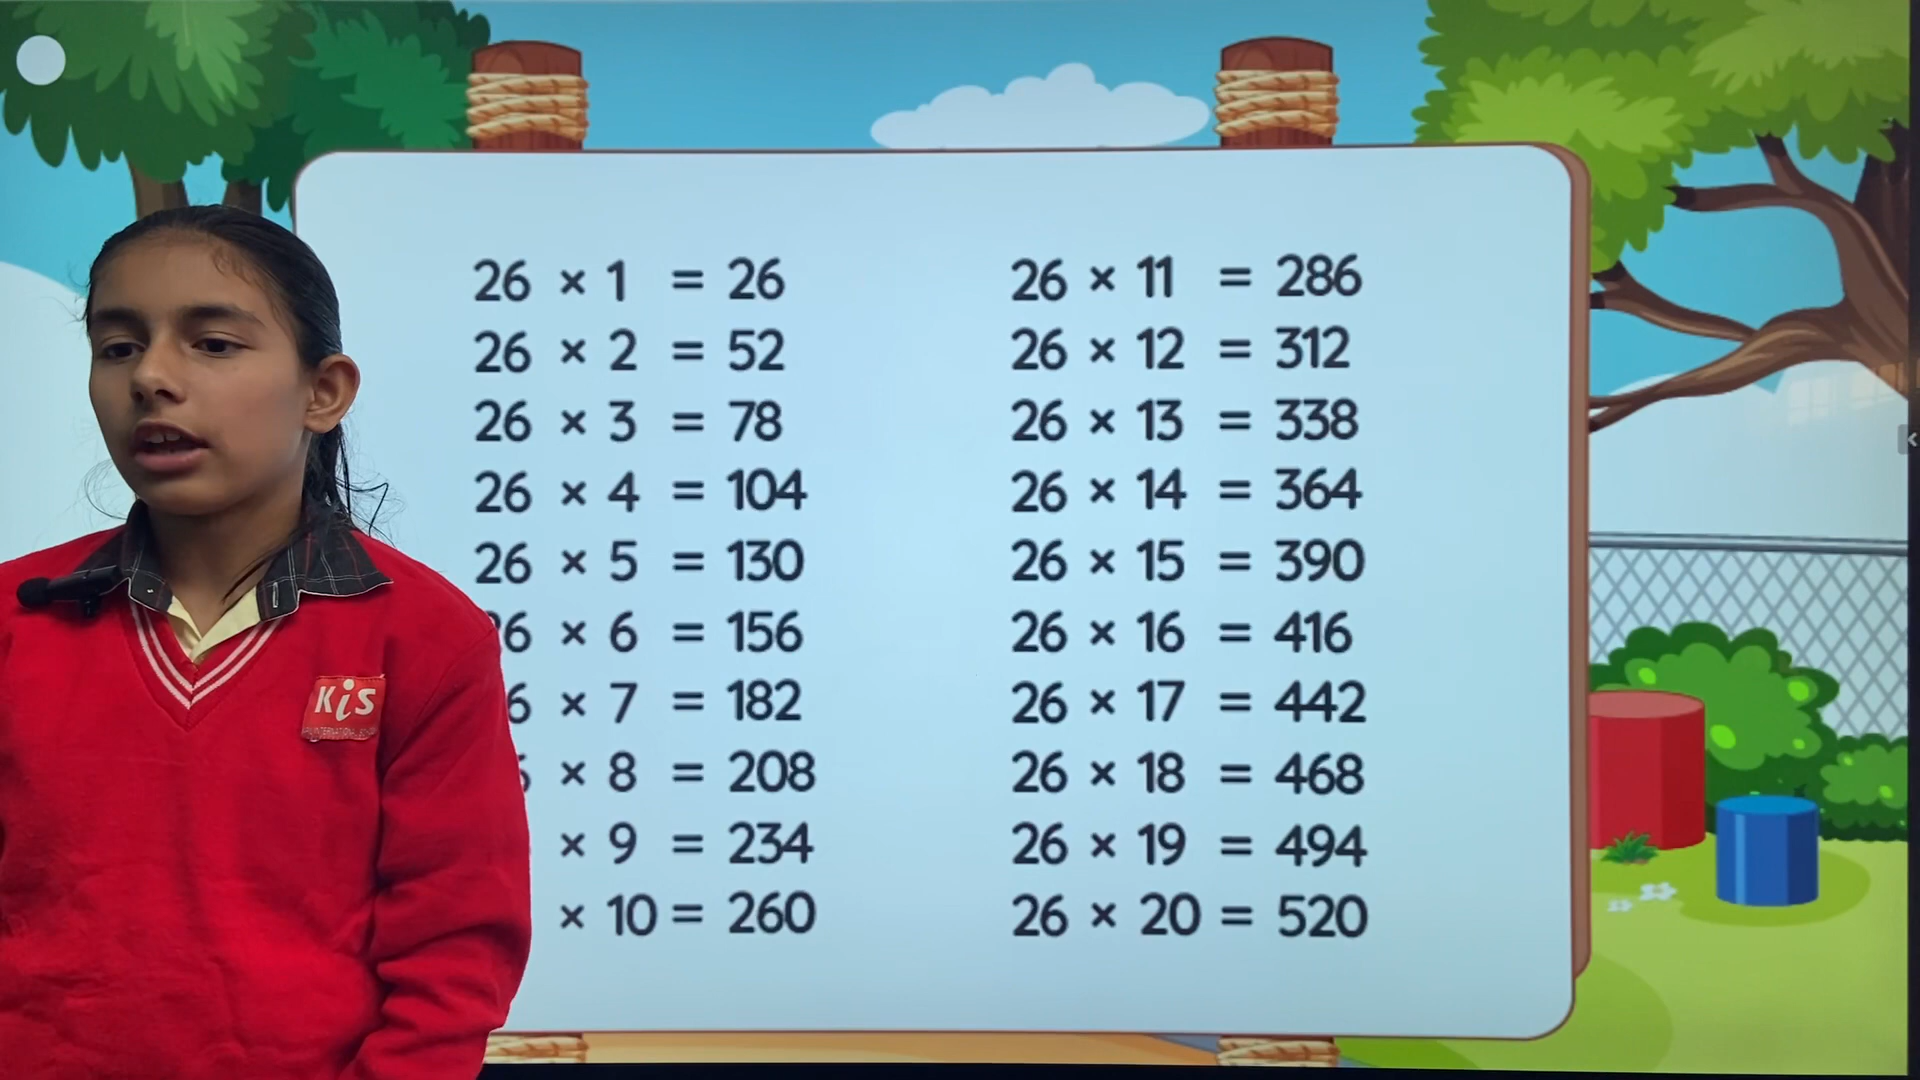 26 × 1 = 26
26 × 2 = 52
26 × 3 = 78
26 × 4 = 104
26 × 5 = 130
6 × 6 = 156
6 × 7 = 182
× 8 = 208
× 9 = 234
× 10 = 260
26 × 11 = 286
26 × 12 = 312
26 × 13 = 338
26 × 14 = 364
26 × 15 = 390
26 × 16 = 416
26 × 17 = 442
26 × 18 = 468
26 × 19 = 494
26 × 20 = 520
KiS